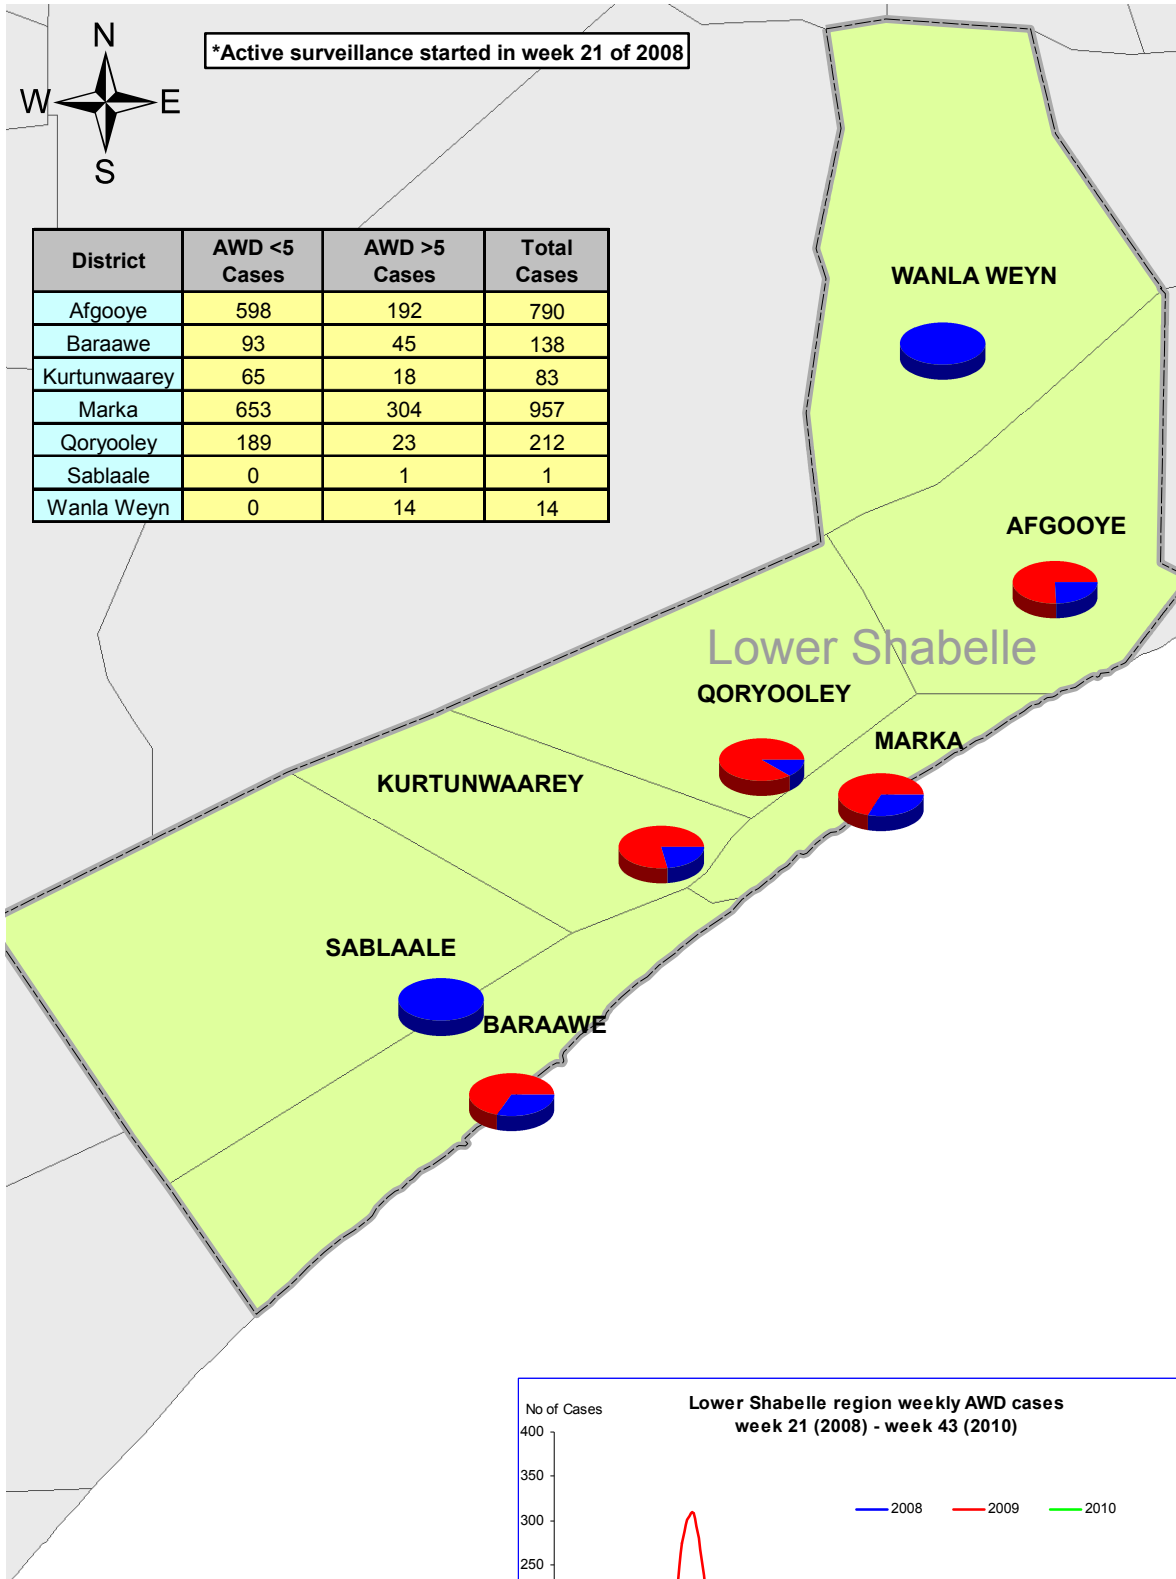 N
*Active surveillance started in week 21 of 2008
W E
S
District AWD <5 Cases AWD >5 Cases Total Cases
Afgooye 598 192 790
Baraawe 93 45 138
Kurtunwaarey 65 18 83
Marka 653 304 957
Qoryooley 189 23 212
Sablaale 0 1 1
Wanla Weyn 0 14 14
WANLA WEYN
AFGOOYE
Lower Shabelle
QORYOOLEY
MARKA
KURTUNWAAREY
SABLAALE
BARAAWE
Lower Shabelle region weekly AWD cases
week 21 (2008) - week 43 (2010)
No of Cases
400
350
2008 2009 2010
300
250